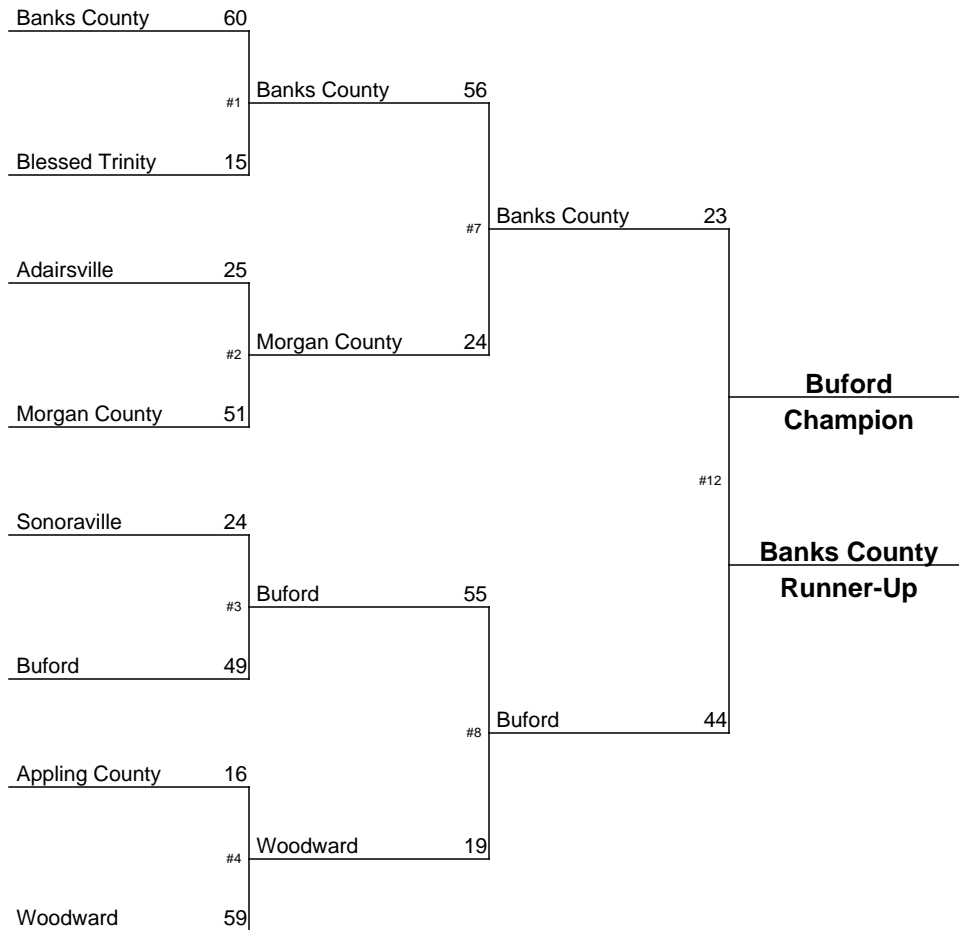 Banks County 60
#1 Banks County 56
Blessed Trinity 15
#7 Banks County 23
Adairsville 25
#2 Morgan County 24
Morgan County 51
Buford
Champion
#12
Sonoraville 24
Banks County
Runner-Up
#3 Buford 55
Buford 49
#8 Buford 44
Appling County 16
#4 Woodward 19
Woodward 59